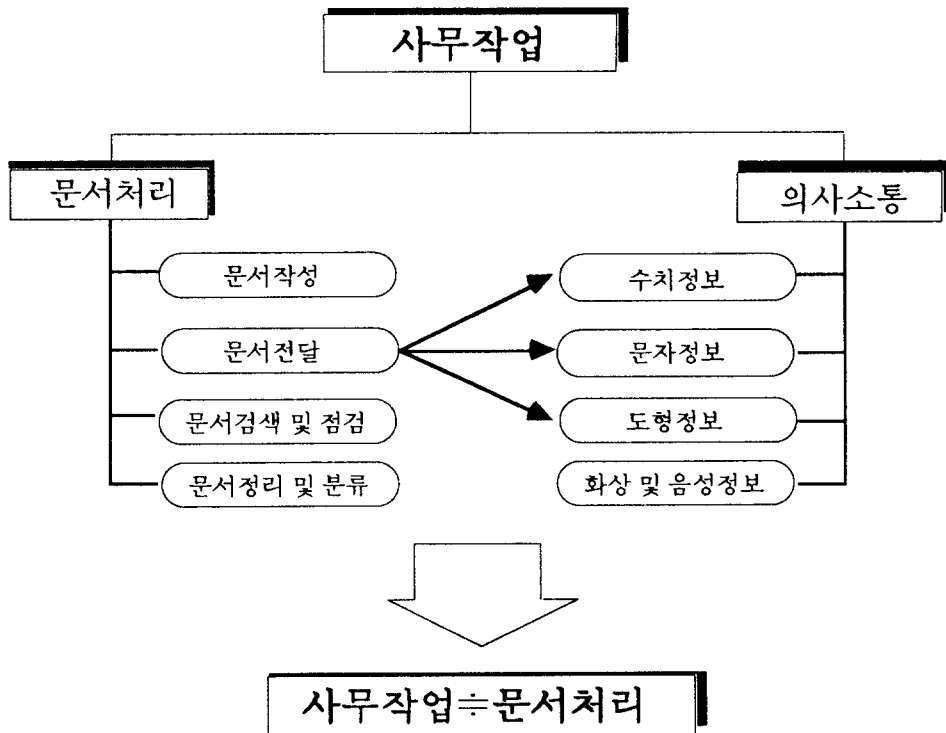 사무작업
문서처리
의사소통
문서작성
수치정보
문서전달
문자정보
문서검색 및 점검
도형정보
문서정리 및 분류
화상 및 음성정보
사무작업≒문서처리